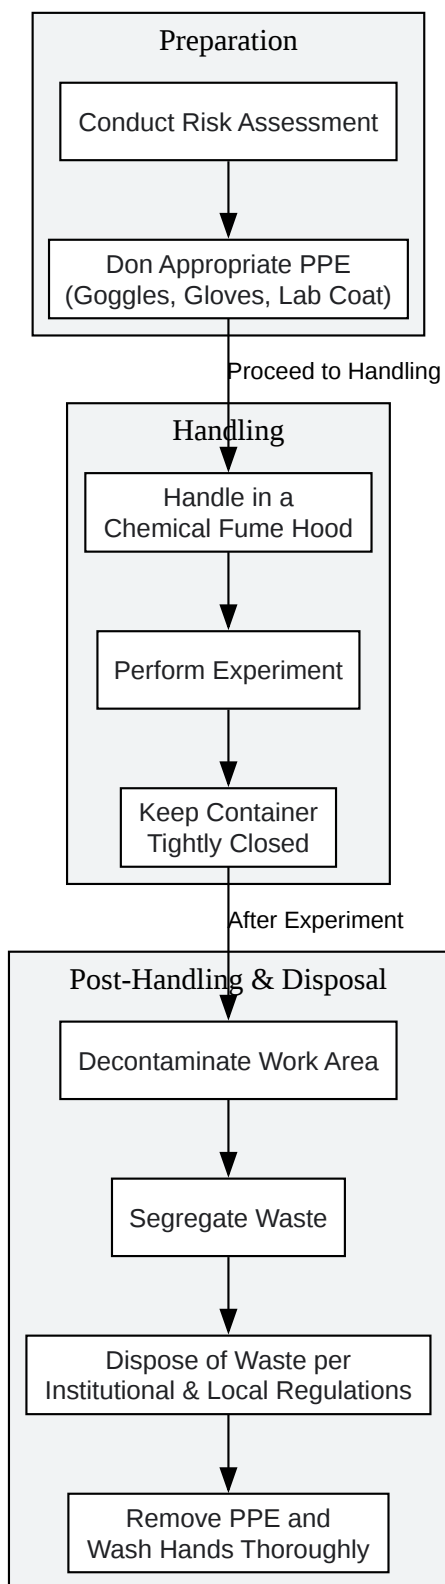 Preparation
Conduct Risk Assessment
Don Appropriate PPE
(Goggles, Gloves, Lab Coat)
Proceed to Handling
Handling
Handle in a
Chemical Fume Hood
Perform Experiment
Keep Container
Tightly Closed
After Experiment
Post-Handling & Disposal
Decontaminate Work Area
Segregate Waste
Dispose of Waste per
Institutional & Local Regulations
Remove PPE and
Wash Hands Thoroughly